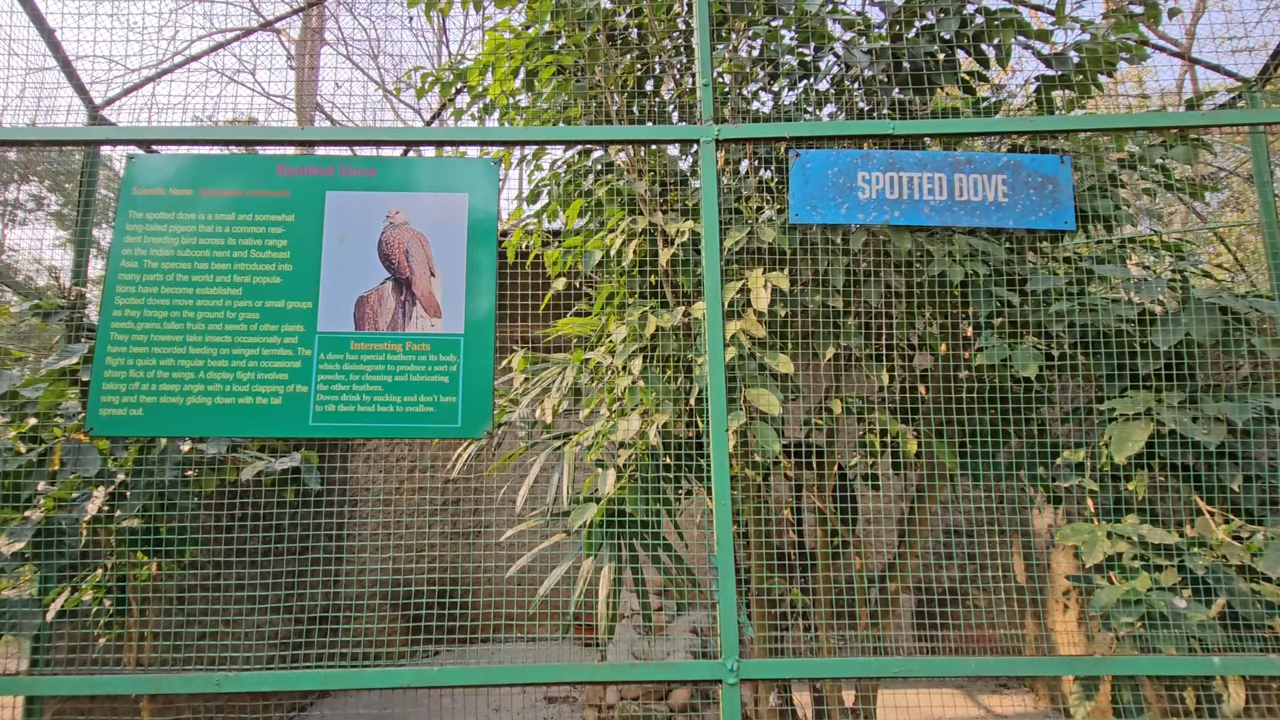 Spotted Dove
Scientific Name
The spotted dove is a small and somewhat
long-tailed pigeon that is a common resi-
dent breeding bird across its native range
on the Indian subconti nent and Southeast
Asia. The species has been introduced into
many parts of the world and feral popula-
tions have become established
Spotted doves move around in pairs or small groups
as they forage on the ground for grass
seeds,grains,fallen fruits and seeds of other plants.
They may however take insects occasionally and
have been recorded feeding on winged termites. The
flight is quick with regular beats and an occasional
sharp flick of the wings. A display flight involves
taking off at a steep angle with a loud clapping of the
wing and then slowly gliding down with the tail
spread out.
Interesting Facts
A dove has special feathers on its body,
which disintegrate to produce a sort of
powder, for cleaning and lubricating
the other feathers.
Doves drink by sucking and don't have
to tilt their head back to swallow.
SPOTTED DOVE